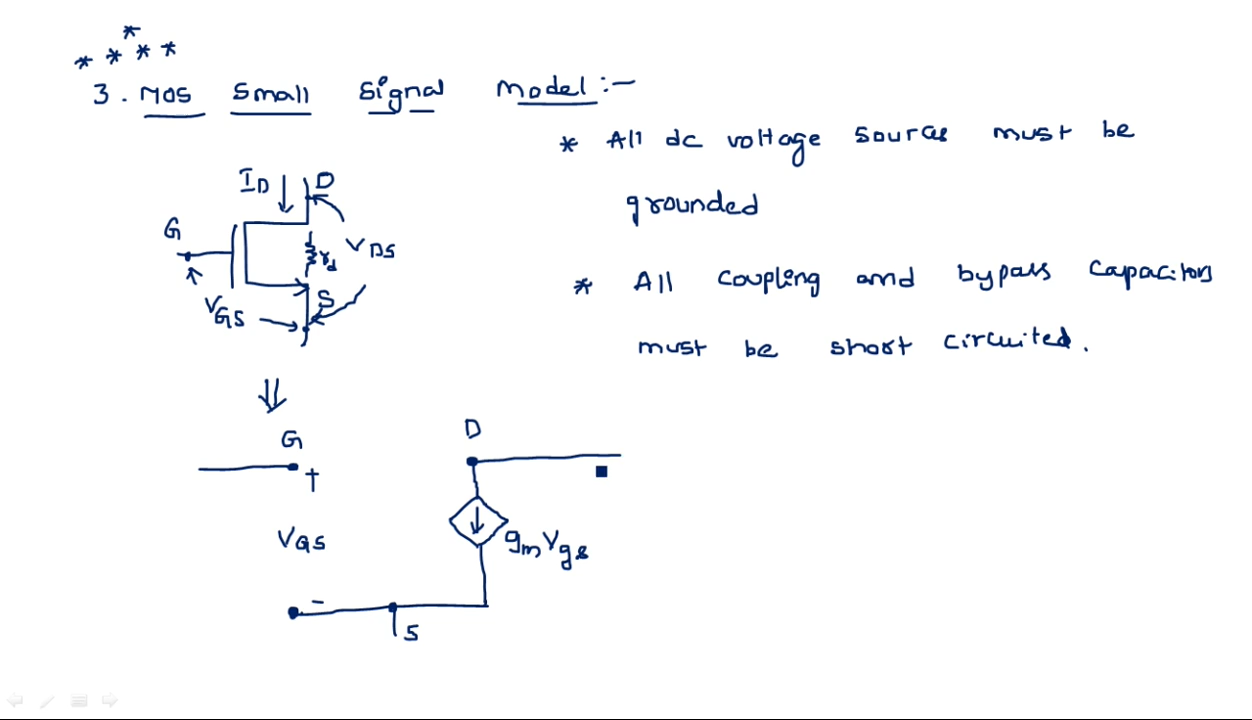 * * * * *
3. MOS Small Signal Model :-
* All dc voltage sources must be
grounded
* All coupling and bypass capacitors
must be short circuited.
ID
D
G
rd
VDS
VGS
S
G
D
+
VGS
gmVgs
-
S